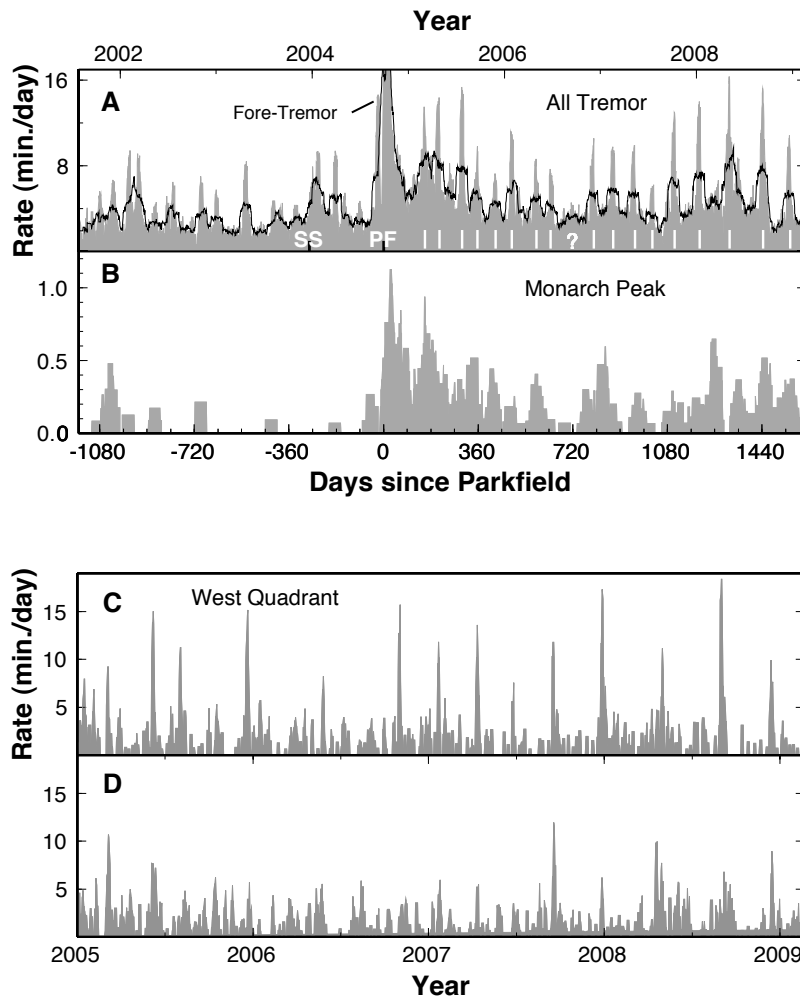 Year
2002 2004 2006 2008
A
Fore-Tremor
All Tremor
16
8
Rate (min./day)
SS PF ?
B
Monarch Peak
1.0
0.5
0.0
-1080 -720 -360 0 360 720 1080 1440
Days since Parkfield
C
West Quadrant
15
10
5
Rate (min./day)
D
15
10
5
2005 2006 2007 2008 2009
Year